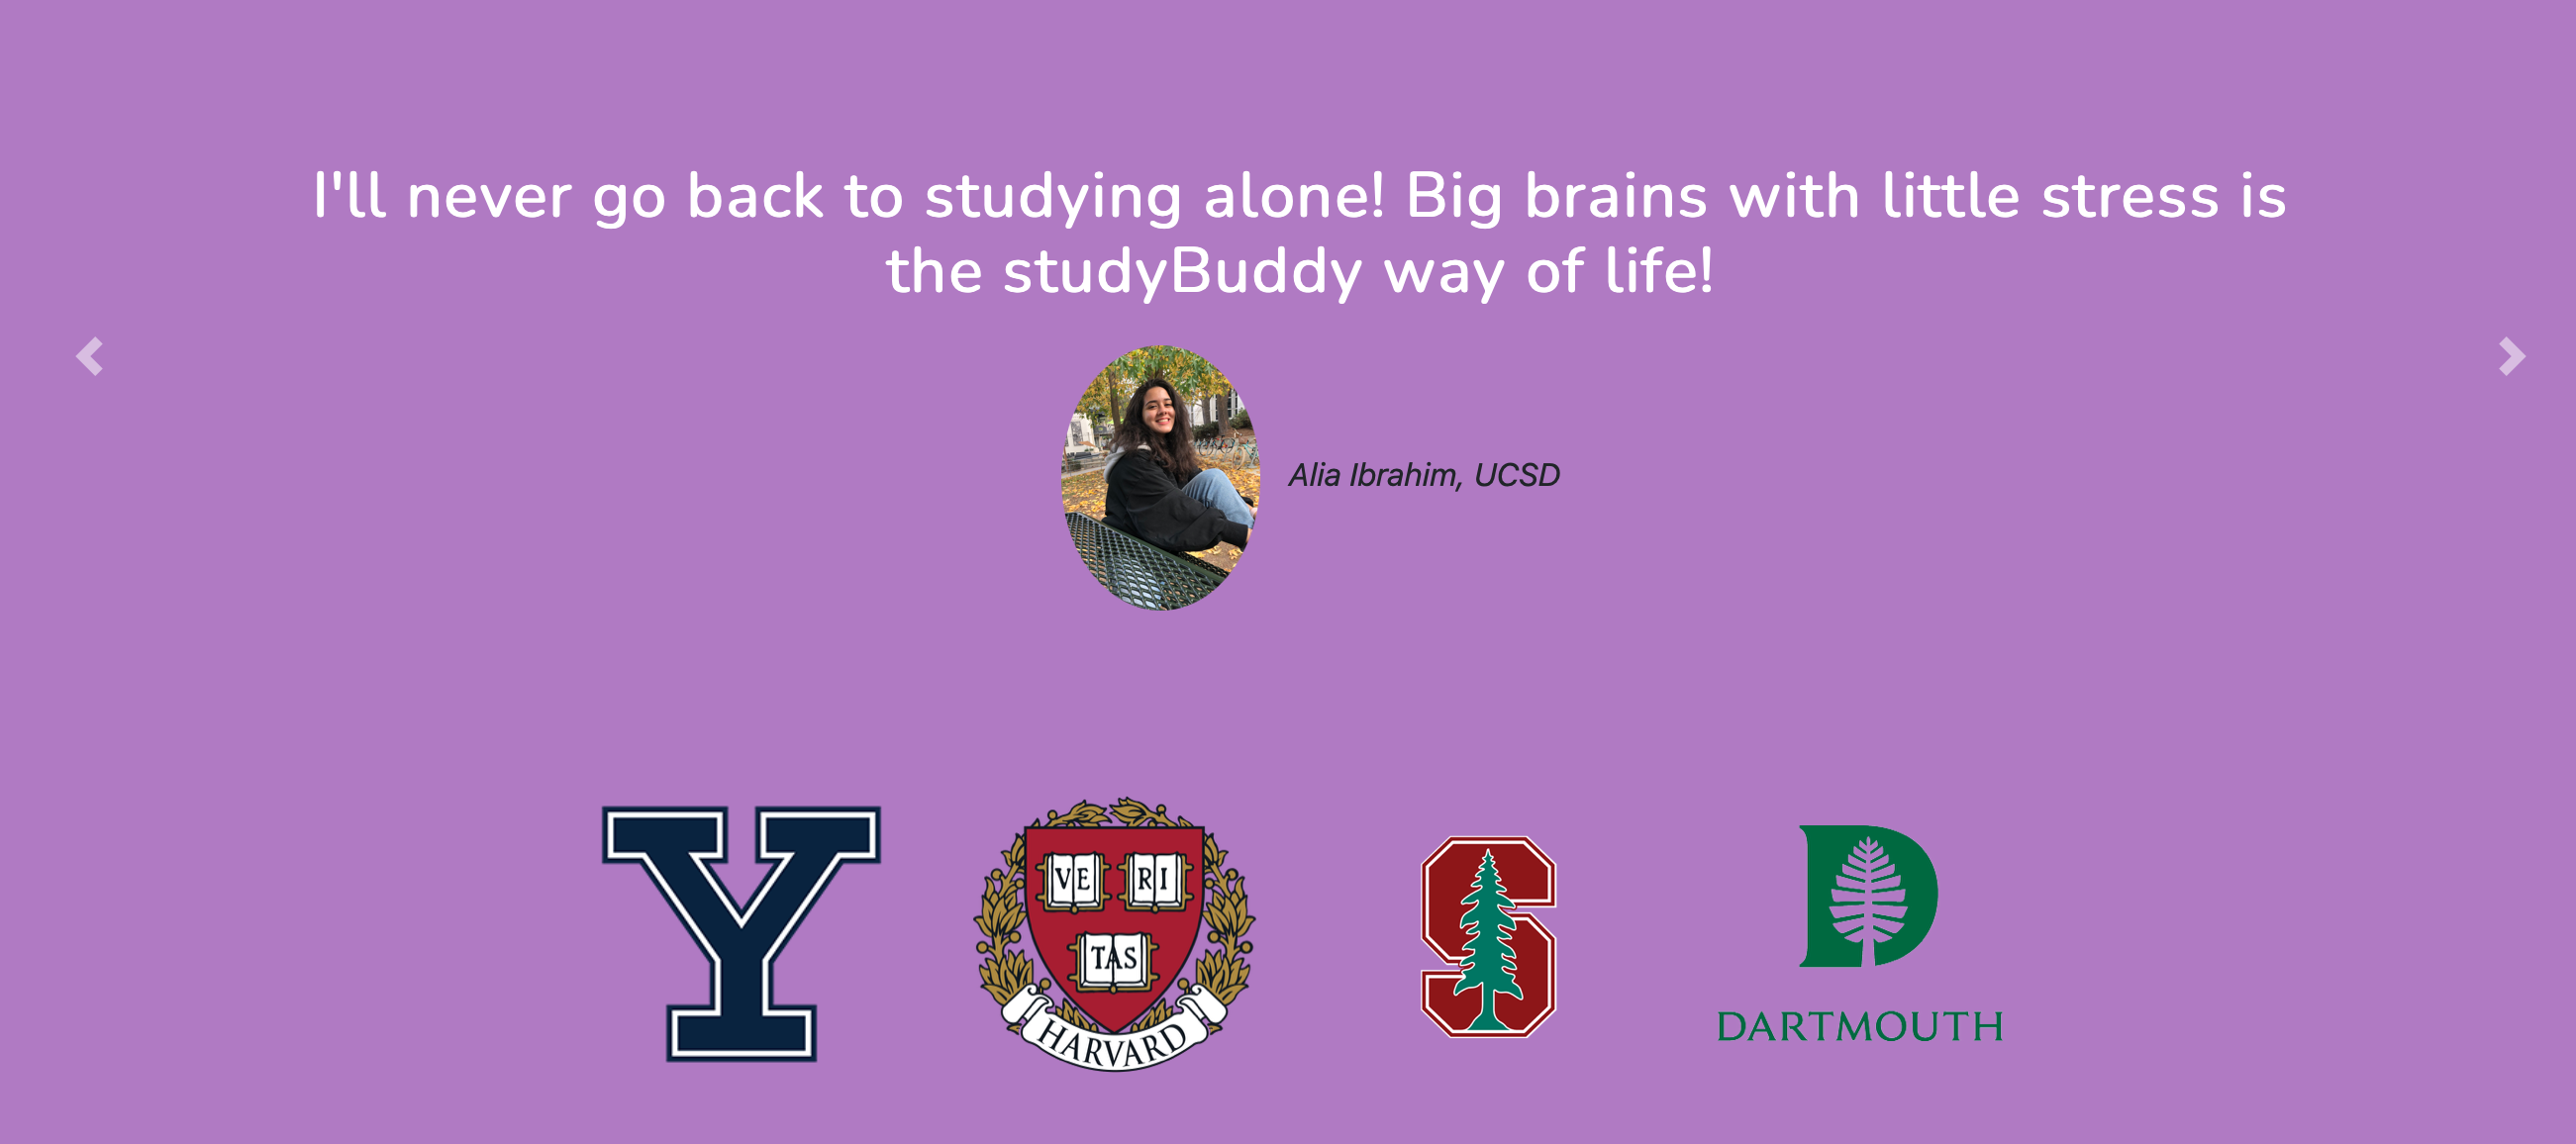 I'll never go back to studying alone! Big brains with little stress is
the studyBuddy way of life!
Alia Ibrahim, UCSD
Y
VE RI
TAS
HARVARD
S
D
DARTMOUTH